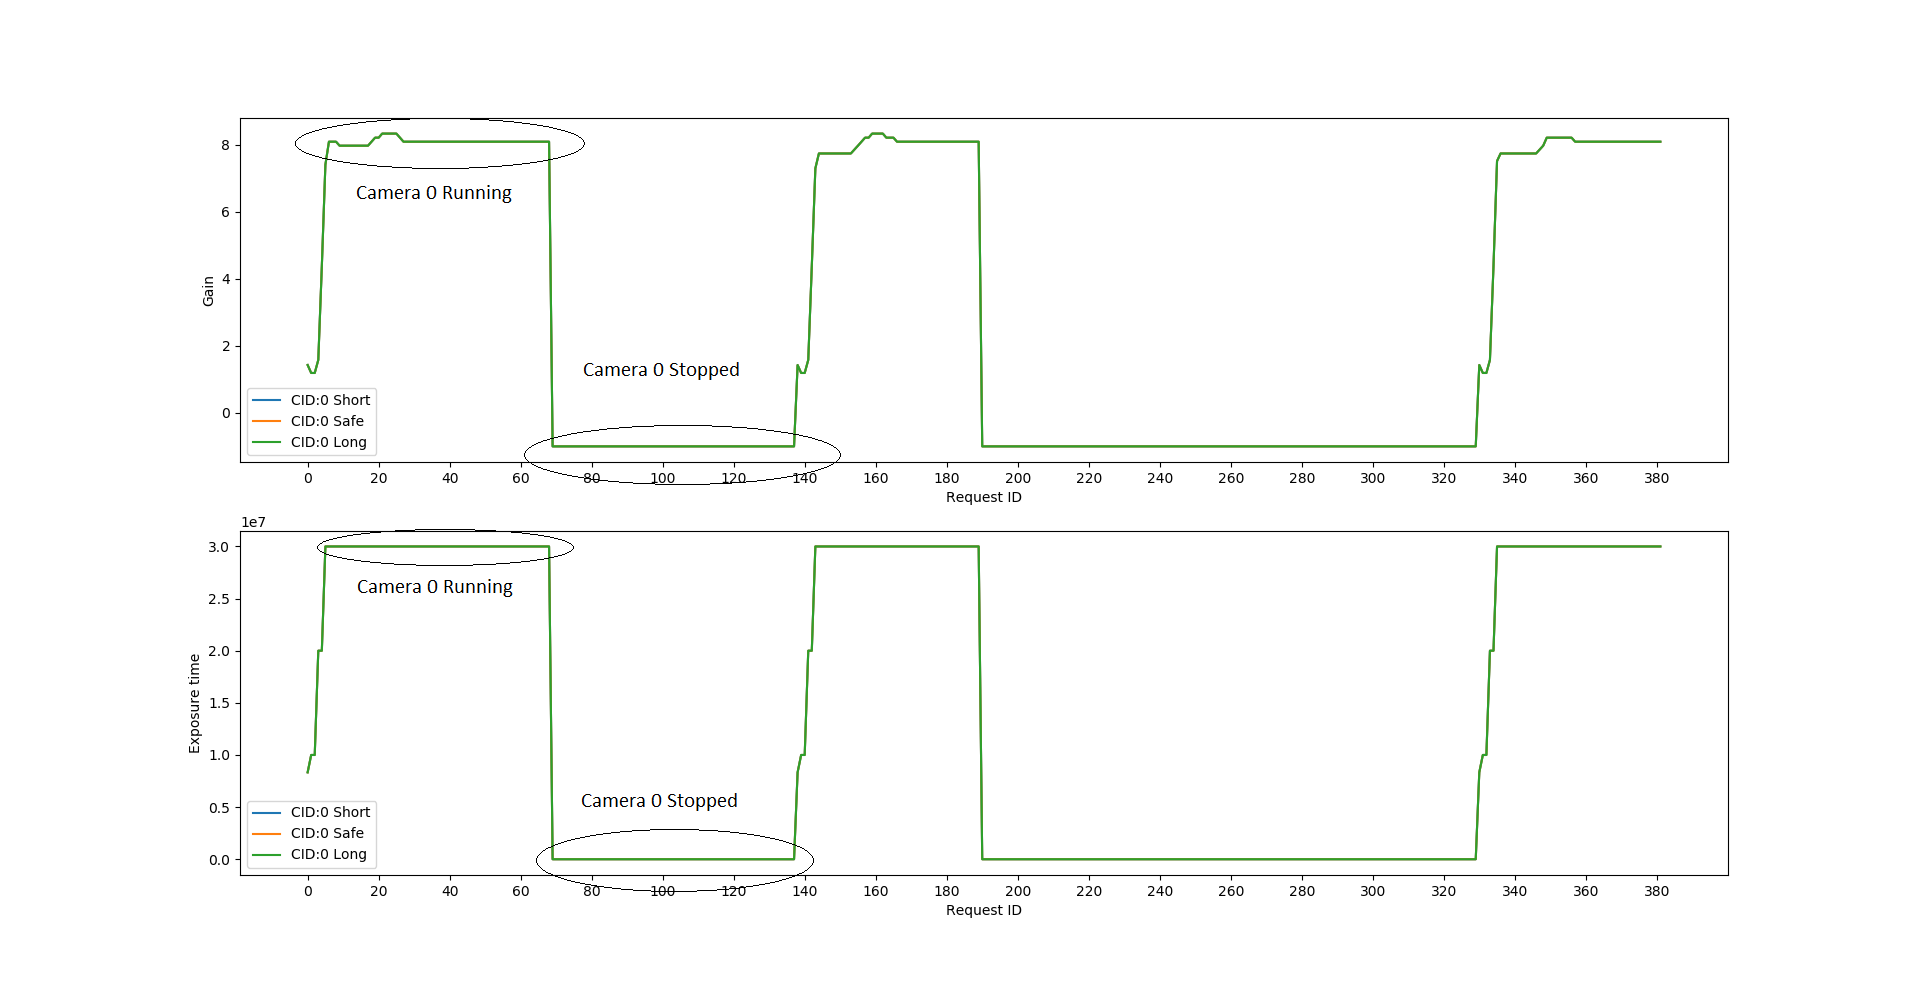 8
6
4
2
0
Gain
Camera 0 Running
Camera 0 Stopped
CID:0 Short
CID:0 Safe
CID:0 Long
0 20 40 60 80 100 120 140 160 180 200 220 240 260 280 300 320 340 360 380
Request ID
1e7
3.0
2.5
2.0
1.5
1.0
0.5
0.0
Exposure time
Camera 0 Running
Camera 0 Stopped
CID:0 Short
CID:0 Safe
CID:0 Long
0 20 40 60 80 100 120 140 160 180 200 220 240 260 280 300 320 340 360 380
Request ID